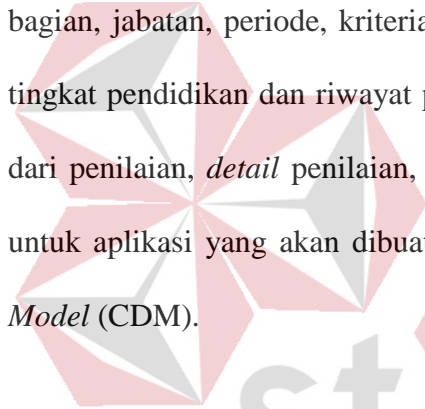 bagian, jabatan, periode, kriteria
tingkat pendidikan dan riwayat p
dari penilaian, detail penilaian,
untuk aplikasi yang akan dibuat
Model (CDM).
st